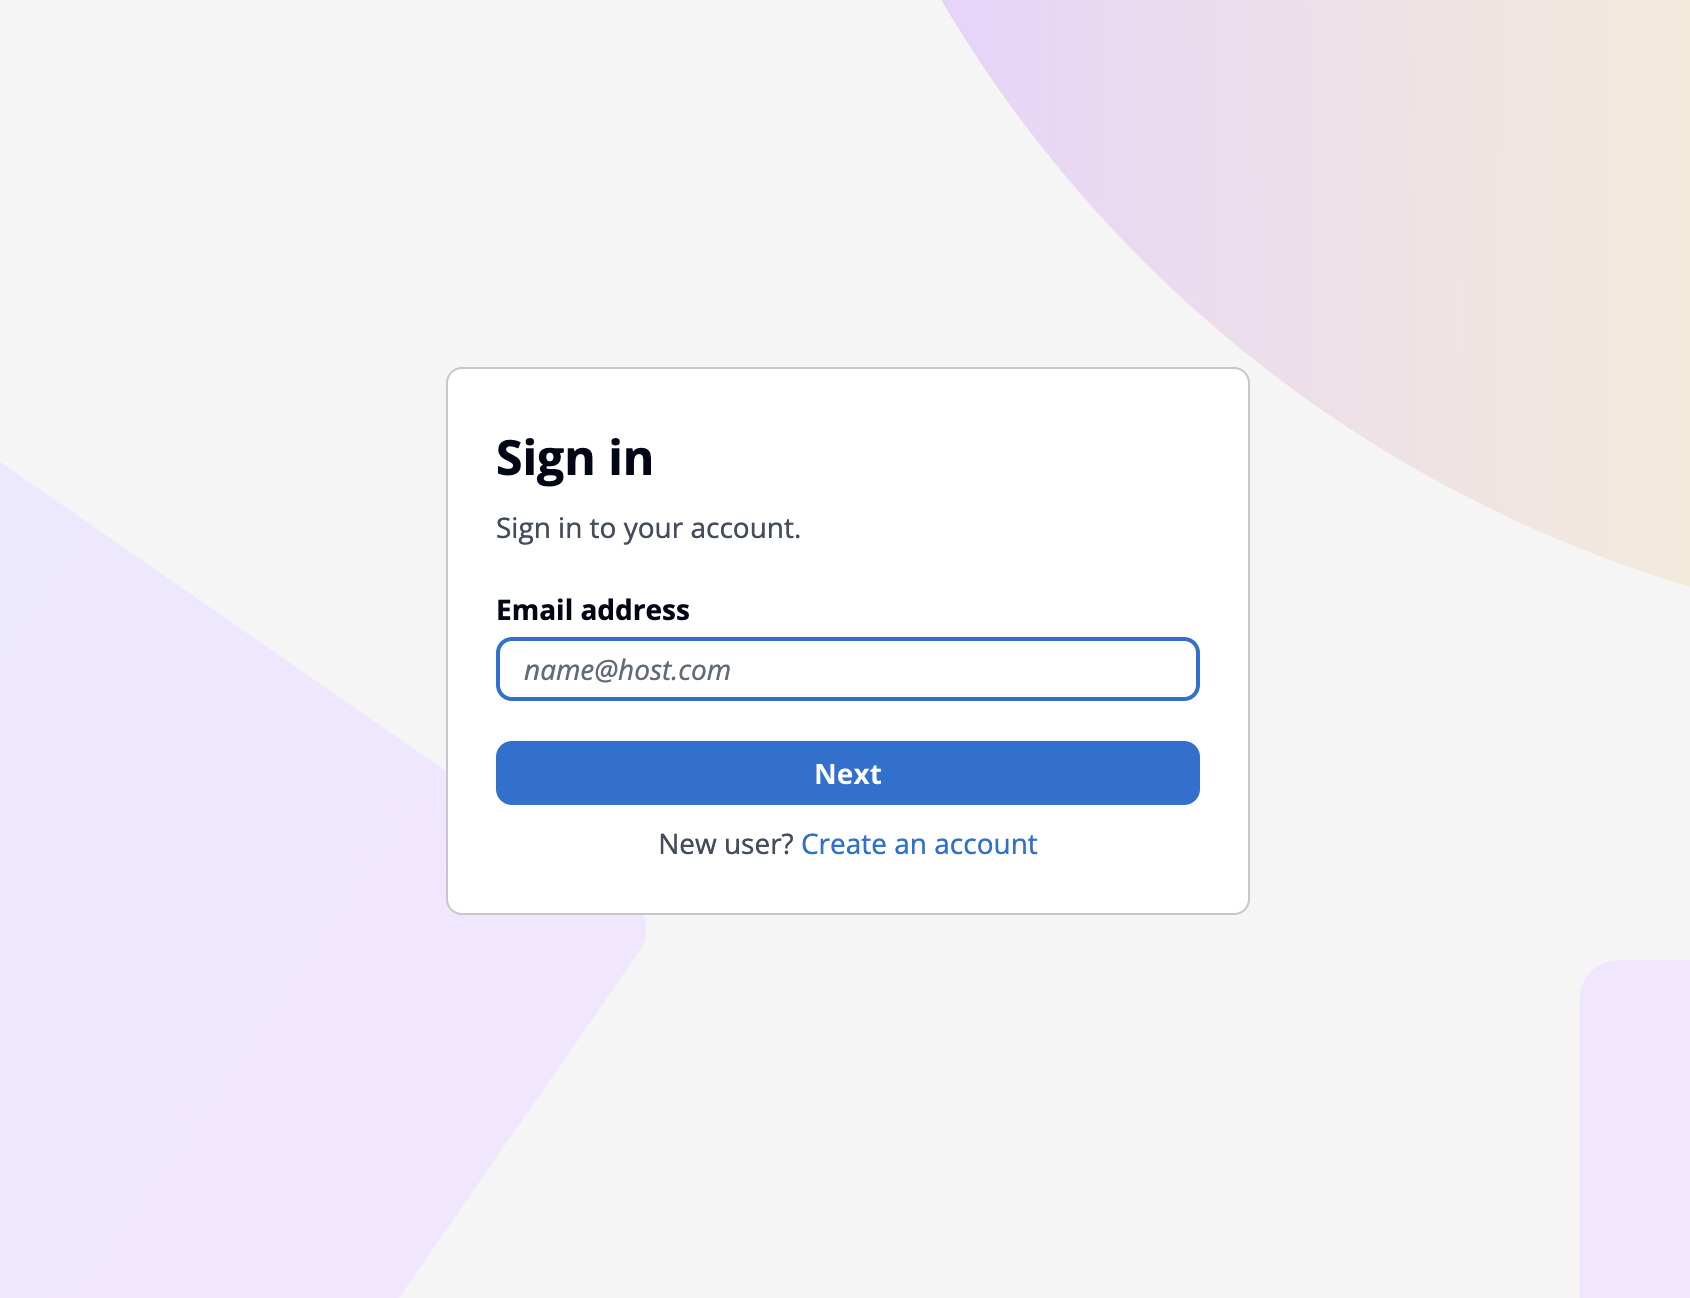 Sign in
Sign in to your account.
Email address
name@host.com
Next
New user? Create an account